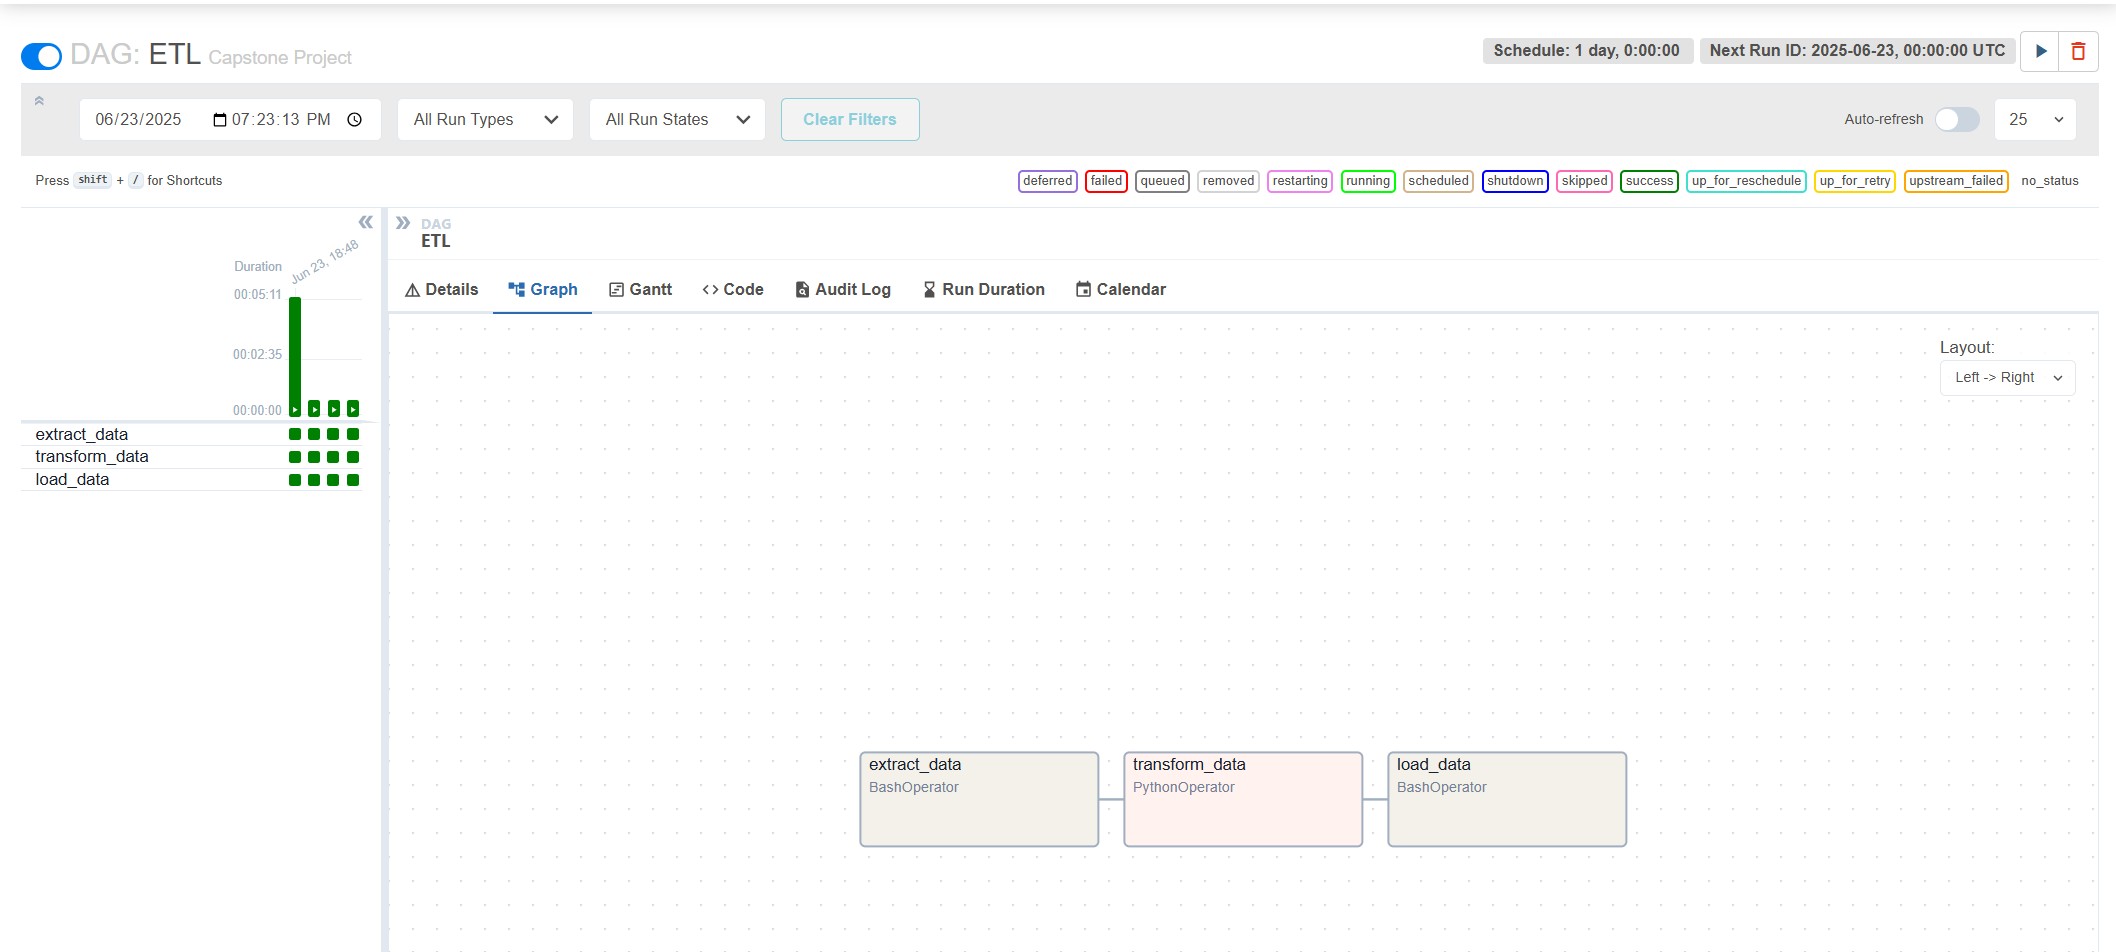 DAG: ETL Capstone Project
Schedule: 1 day, 0:00:00
Next Run ID: 2025-06-23, 00:00:00 UTC
06/23/2025 07:23:13 PM
All Run Types
All Run States
Clear Filters
Auto-refresh
25
Press shift + / for Shortcuts
deferred
failed
queued
removed
restarting
running
scheduled
shutdown
skipped
success
up_for_reschedule
up_for_retry
upstream_failed
no_status
Jun 23, 18:48
Duration
00:05:11
00:02:35
00:00:00
extract_data
transform_data
load_data
DAG
ETL
Details
Graph
Gantt
Code
Audit Log
Run Duration
Calendar
Layout:
Left -> Right
extract_data
BashOperator
transform_data
PythonOperator
load_data
BashOperator